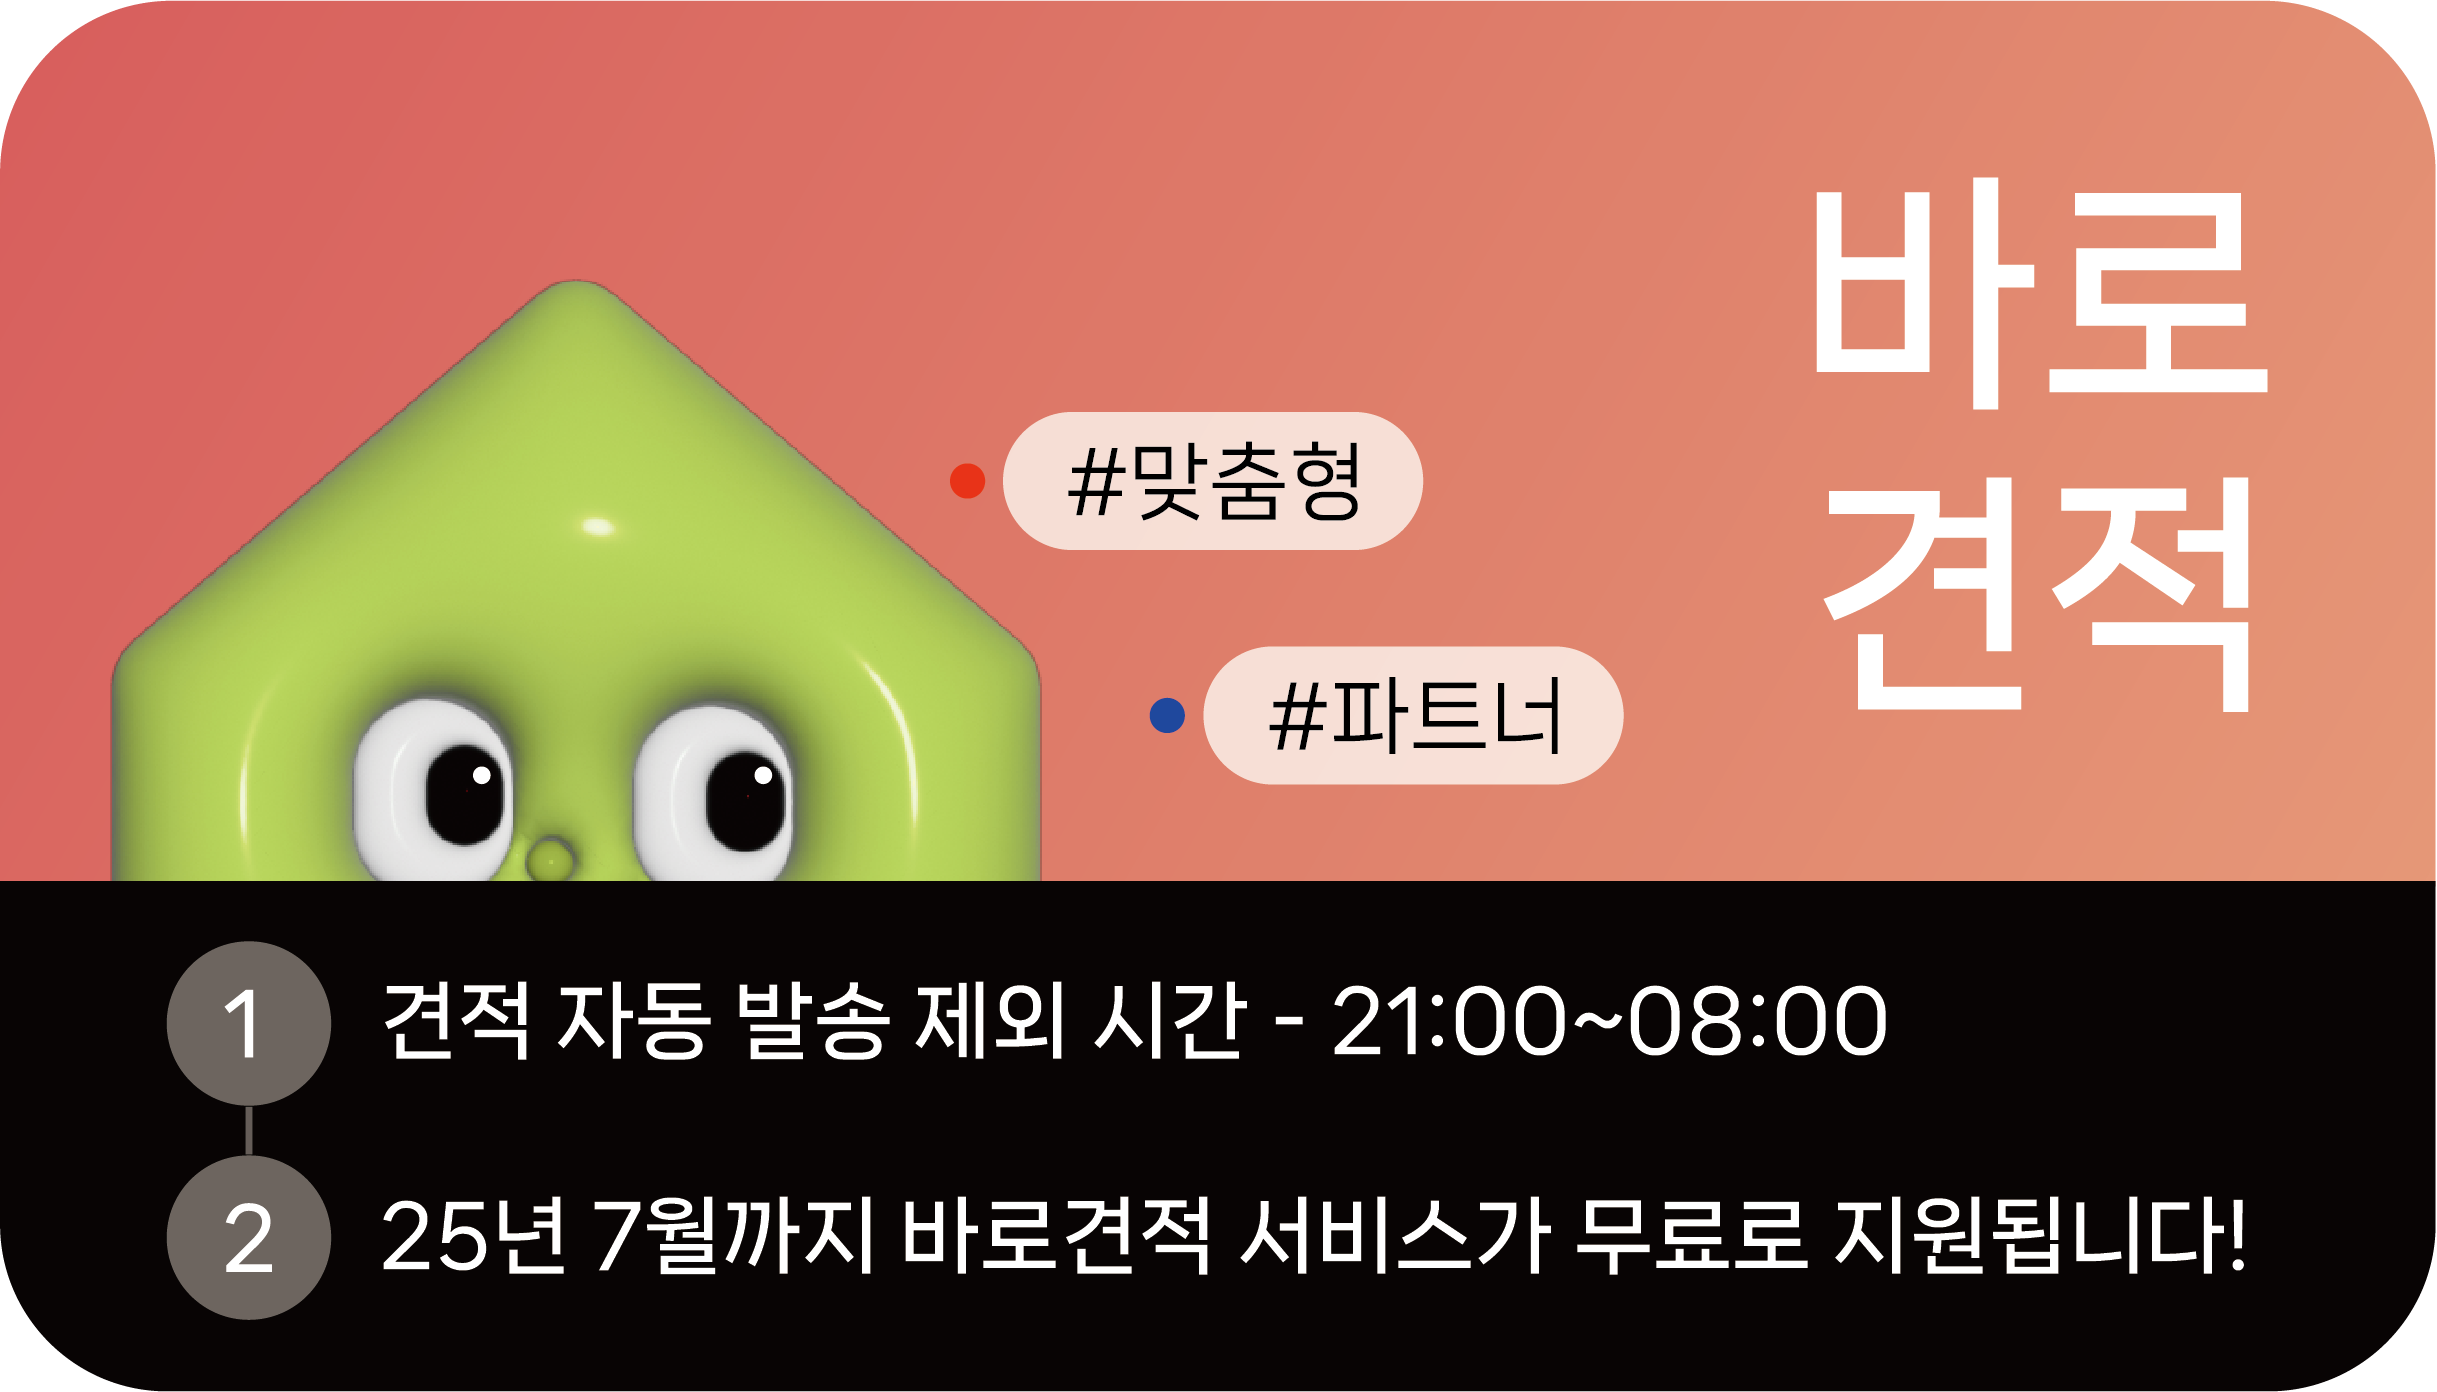 바로
견적
#맞춤형
#파트너
1 견적 자동 발송 제외 시간 - 21:00~08:00
2 25년 7월까지 바로견적 서비스가 무료로 지원됩니다!